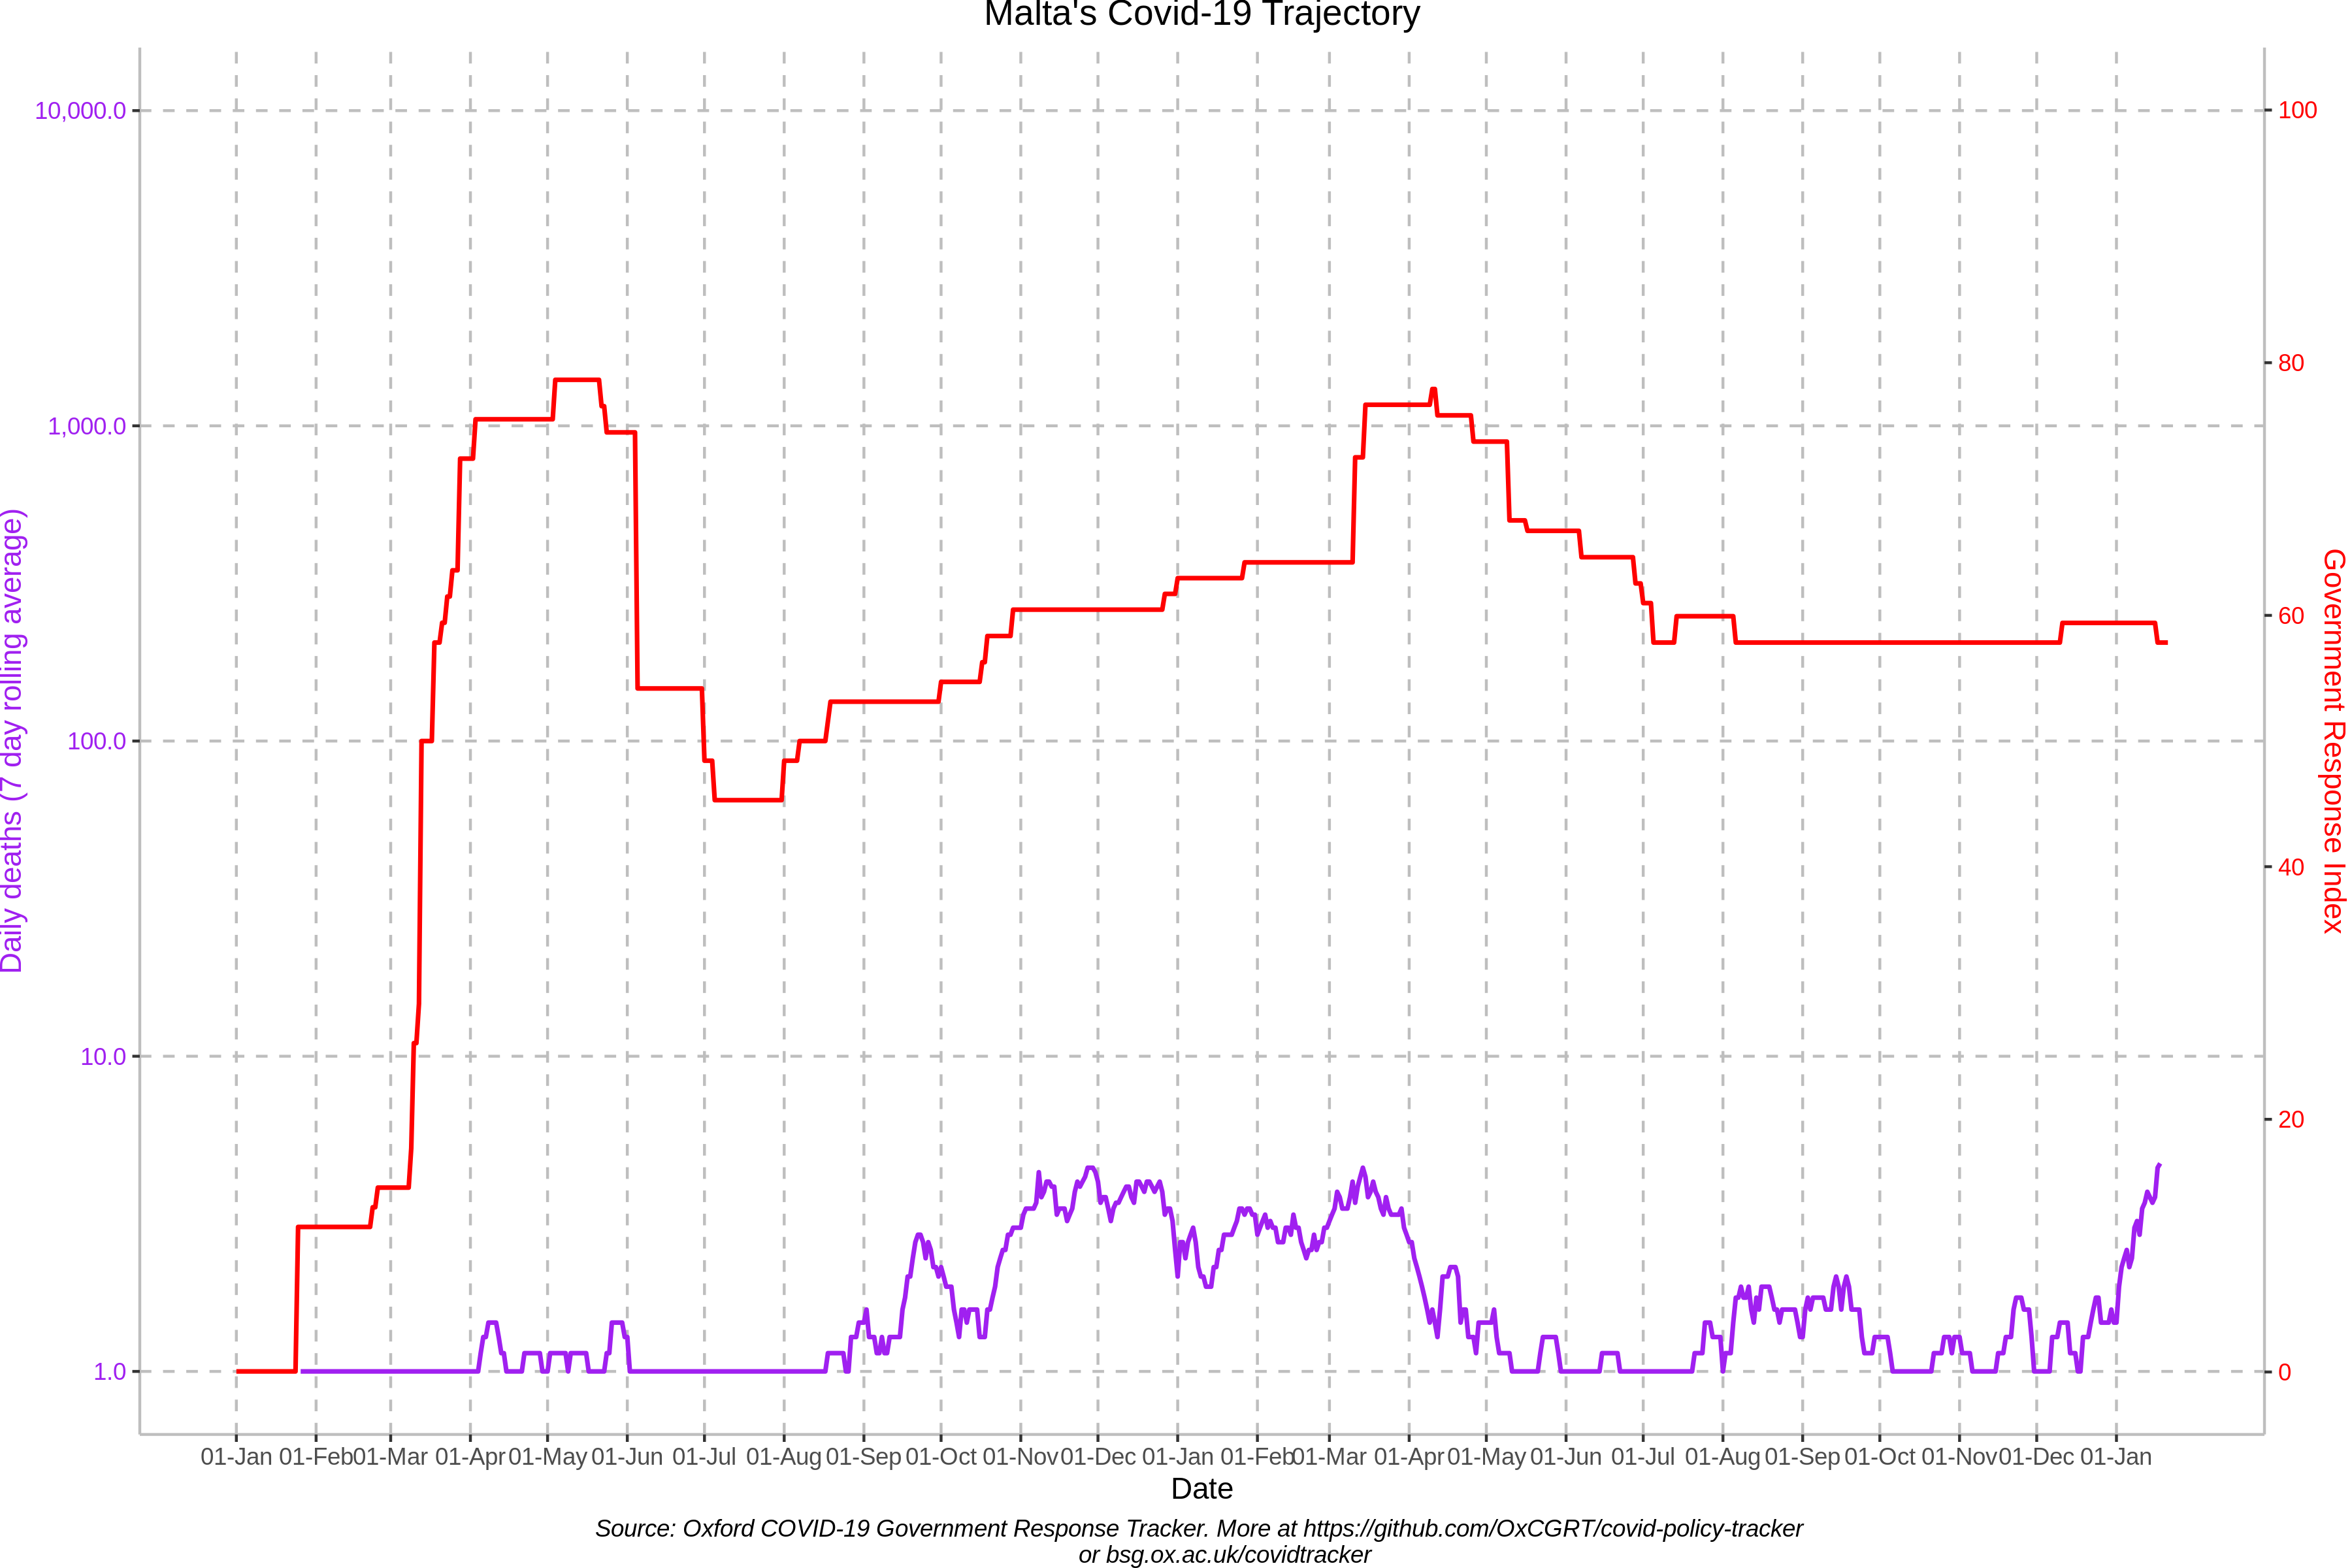 Malta's Covid-19 Trajectory
10,000.0
1,000.0
100.0
10.0
1.0
Daily deaths (7 day rolling average)
100
80
60
40
20
0
Government Response Index
01-Jan 01-Feb 01-Mar 01-Apr 01-May 01-Jun 01-Jul 01-Aug 01-Sep 01-Oct 01-Nov 01-Dec 01-Jan 01-Feb 01-Mar 01-Apr 01-May 01-Jun 01-Jul 01-Aug 01-Sep 01-Oct 01-Nov 01-Dec 01-Jan
Date
Source: Oxford COVID-19 Government Response Tracker. More at https://github.com/OxCGRT/covid-policy-tracker
or bsg.ox.ac.uk/covidtracker